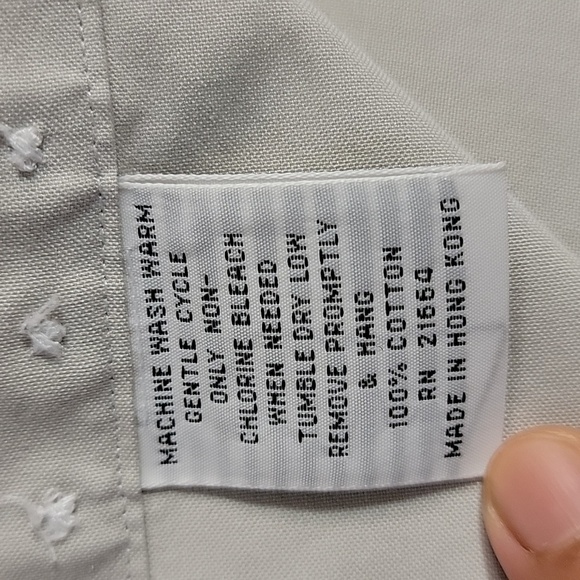 MACHINE WASH WARM
GENTLE CYCLE
ONLY NON-
CHLORINE BLEACH
WHEN NEEDED
TUMBLE DRY LOW
REMOVE PROMPTLY
& HANG
100% COTTON
RN 21664
MADE IN HONG KONG